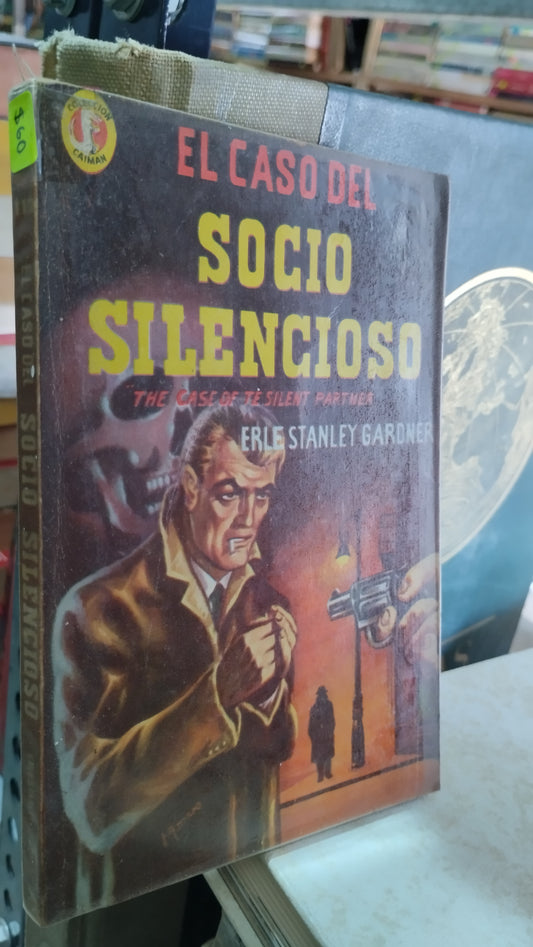 $60
COLECCION
CAIMAN
EL CASO DEL
SOCIO
SILENCIOSO
"THE CASE OF TE SILENT PARTNER
ERLE STANLEY GARDNER
EL CASO DEL SOCIO SILENCIOSO